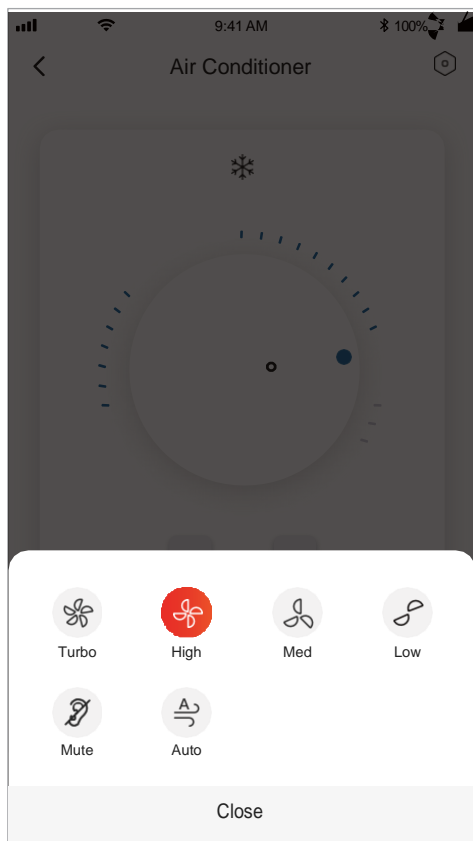 9:41 AM
100%
Air Conditioner
Turbo
High
Med
Low
Mute
A
Auto
Close